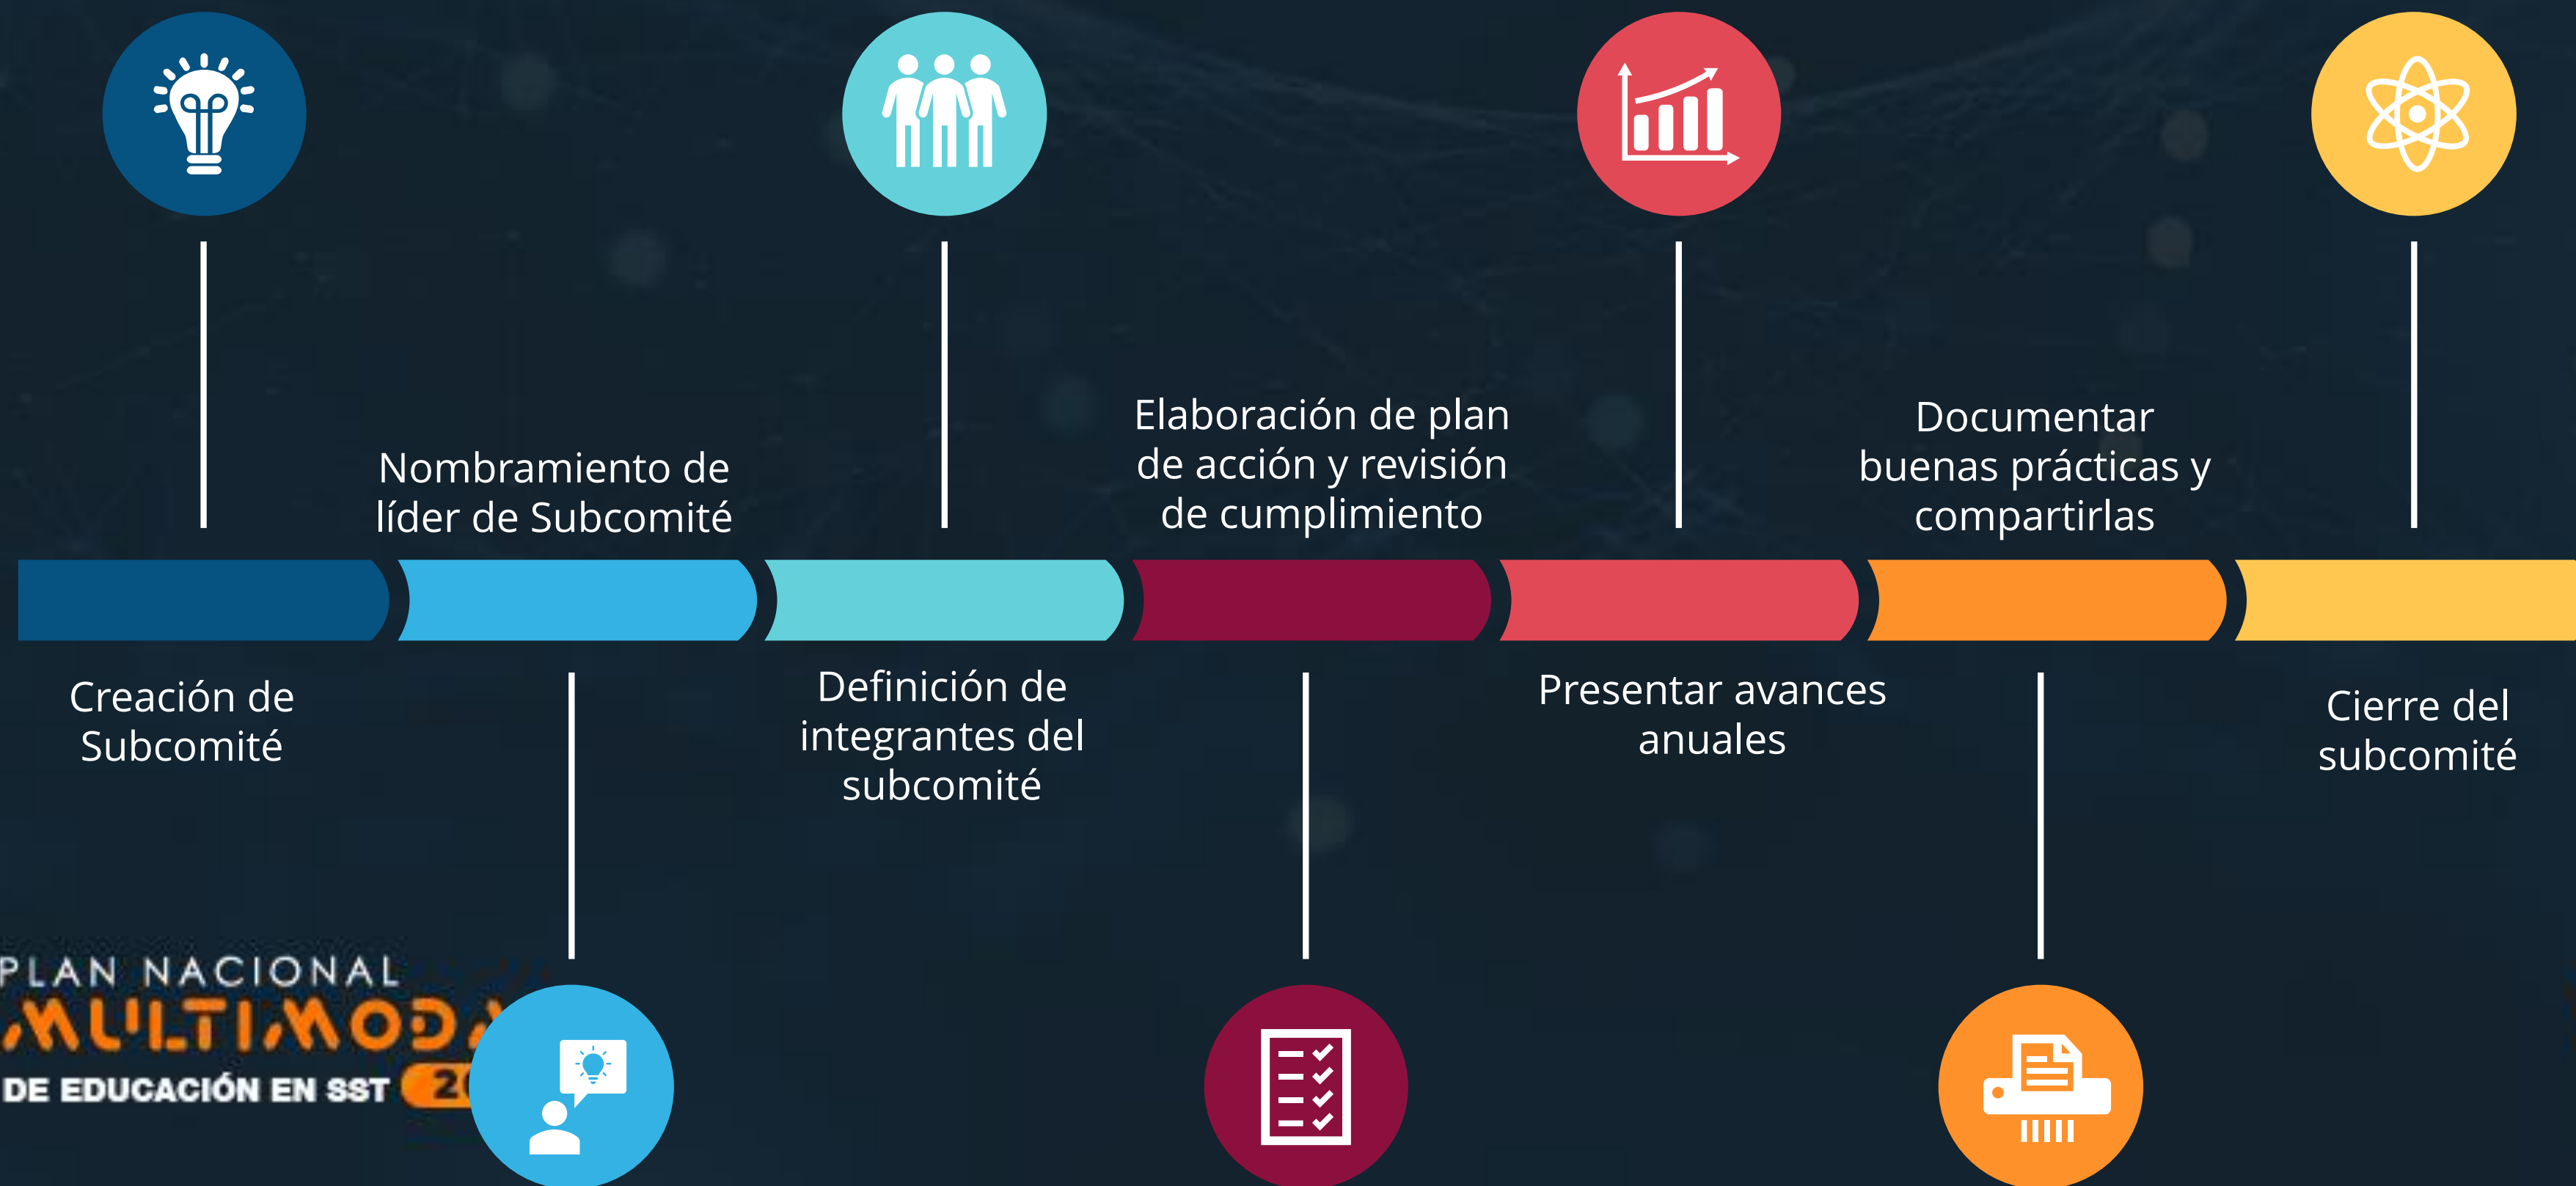 Creación de
Subcomité
Nombramiento de
líder de Subcomité
Definición de
integrantes del
subcomité
Elaboración de plan
de acción y revisión
de cumplimiento
Presentar avances
anuales
Documentar
buenas prácticas y
compartirlas
Cierre del
subcomité
PLAN NACIONAL
DE EDUCACIÓN EN SST